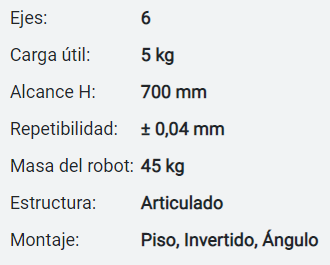 Ejes: 6
Carga útil: 5 kg
Alcance H: 700 mm
Repetibilidad: ± 0,04 mm
Masa del robot: 45 kg
Estructura: Articulado
Montaje: Piso, Invertido, Ángulo